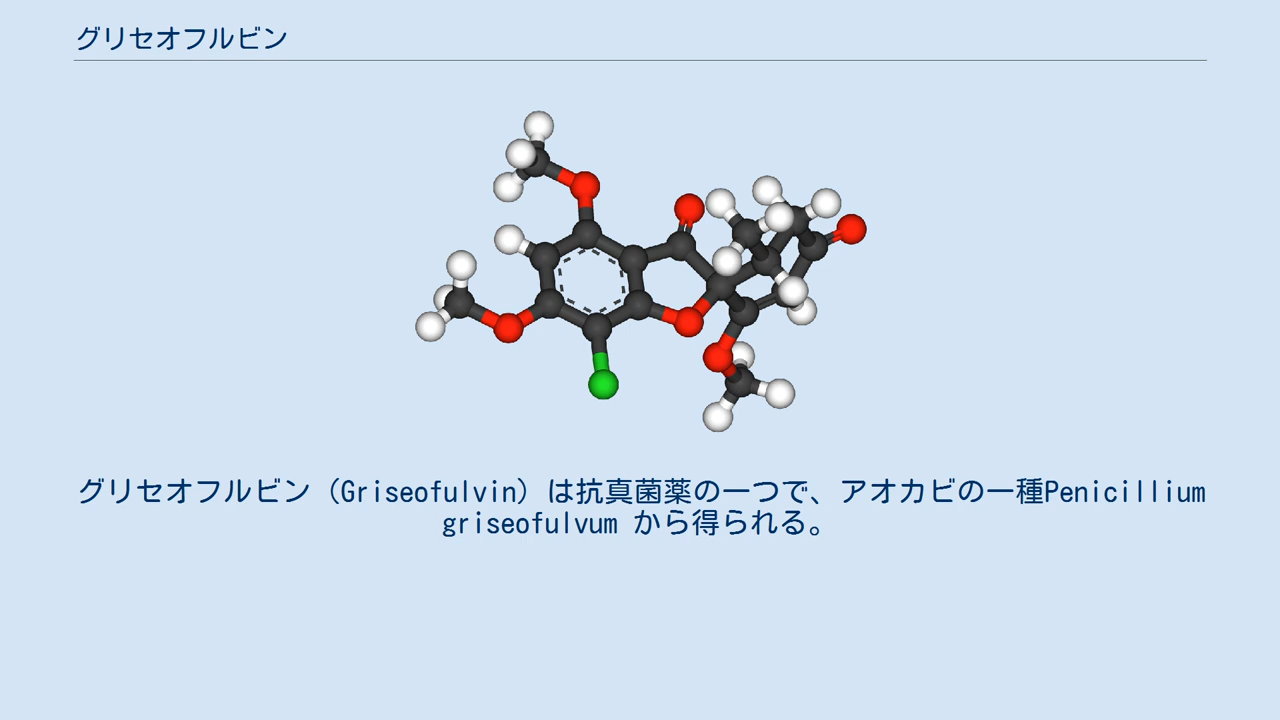 グリセオフルビン
グリセオフルビン（Griseofulvin）は抗真菌薬の一つで、アオカビの一種Penicillium
griseofulvum から得られる。